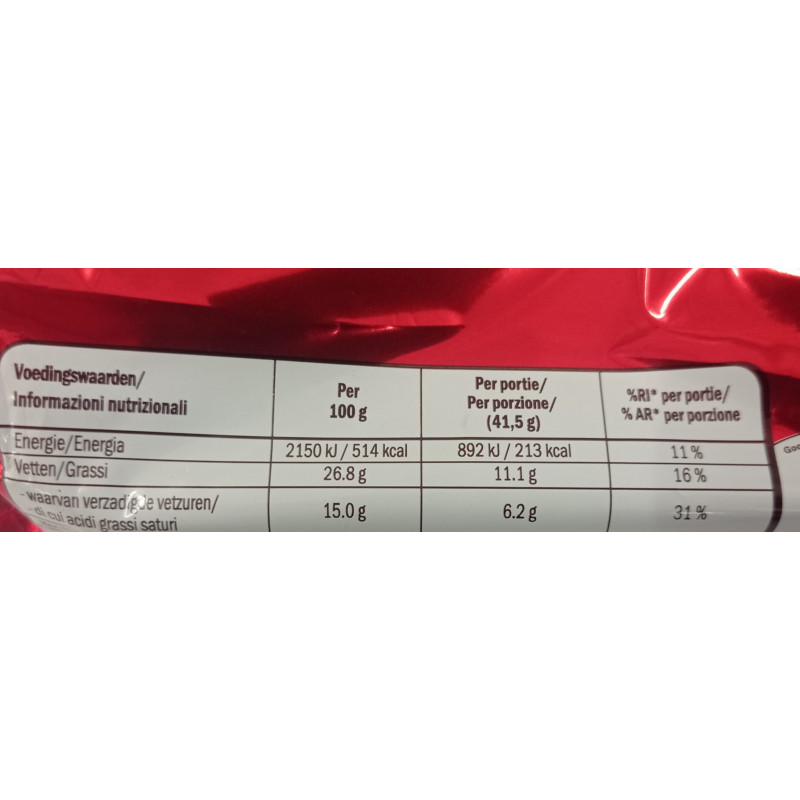 Voedingswaarden/
Informazioni nutrizionali
Per
100 g
Per portie/
Per porzione/
(41,5 g)
%RI* per portie/
% AR* per porzione
Energie/Energia 2150 kJ / 514 kcal 892 kJ / 213 kcal 11 %
Vetten/Grassi 26.8 g 11.1 g 16 %
- waarvan verzadigde vetzuren/
- di cui acidi grassi saturi
15.0 g 6.2 g 31 %